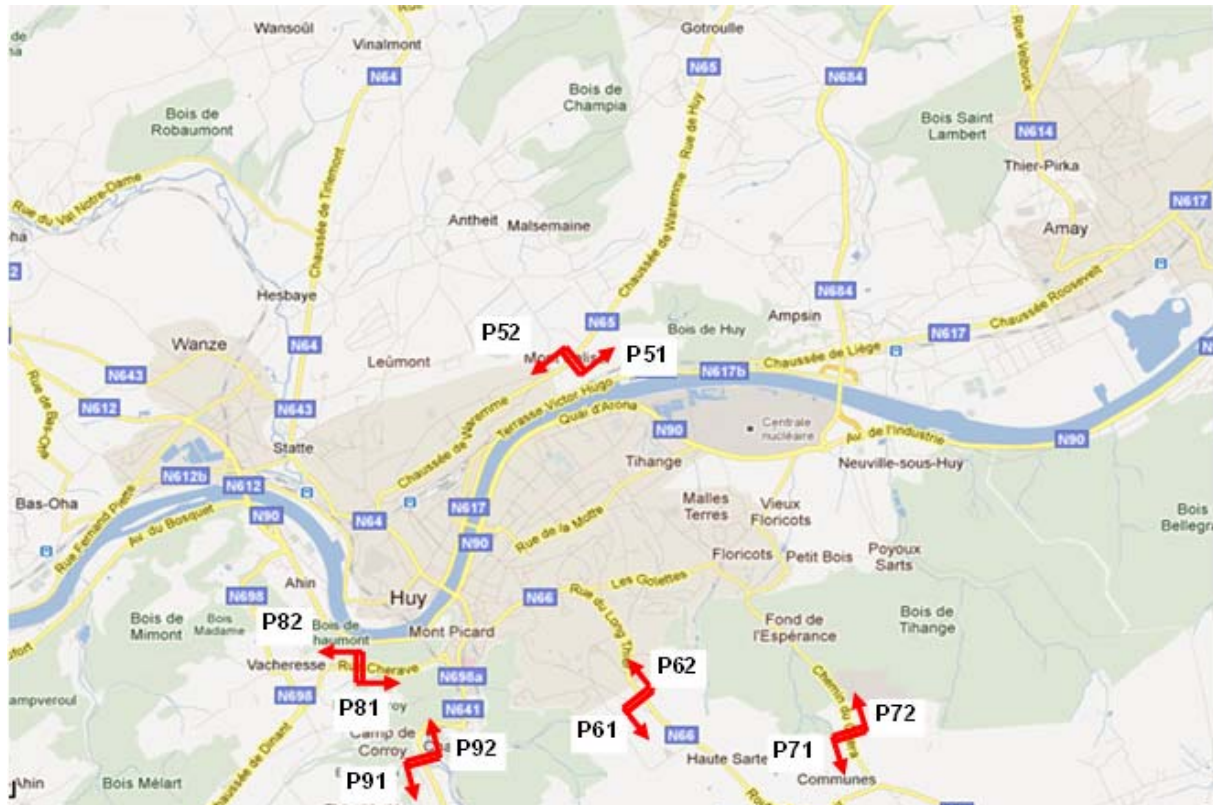 Wansoûl
Vinalmont
N64
Gotroulle
N65
N684
Rue Velbruck
Bois de
Robaumont
Bois de
Champia
Bois Saint
Lambert
N614
Thier-Pirka
Rue du Val Notre-Dame
Chaussée de Tirlemont
Rue de Huy
Chaussée de Waremme
Antheit
Malsemaine
Amay
N617
Hesbaye
N684
Ampsin
Chaussée Roosevelt
N65
Bois de Huy
N617
P52
P51
Wanze
N64
Leûmont
Chaussée de Liège
N617b
N643
N612
N643
Terrasse Victor Hugo
Quai d'Arona
Chaussée de Waremme
N90
Centrale
nucléaire
Av. de l'Industrie
N90
Statte
Tihange
Neuville-sous-Huy
N612b
N612
Bas-Oha
N90
N64
N617
N90
Malles
Terres
Vieux
Floricots
Bois
Bellegra
Rue Fernand Piette
Av. du Bosquet
Rue de la Motte
Floricots
Petit Bois
Poyoux
Sarts
Ahin
N698
Huy
N66
Les Golettes
Rue du Long Thier
Bois de
Mimont
Bois
Madame
P82
Bois de
haumont
Mont Picard
Fond de
l'Espérance
Bois de
Tihange
Vacheresse
N698a
P62
N698
P81
N641
P72
Camp de
Corroy
P92
P61
N66
P71
Chaussée de Dinant
Haute Sarte
Communes
Ahin
Bois Mélart
P91